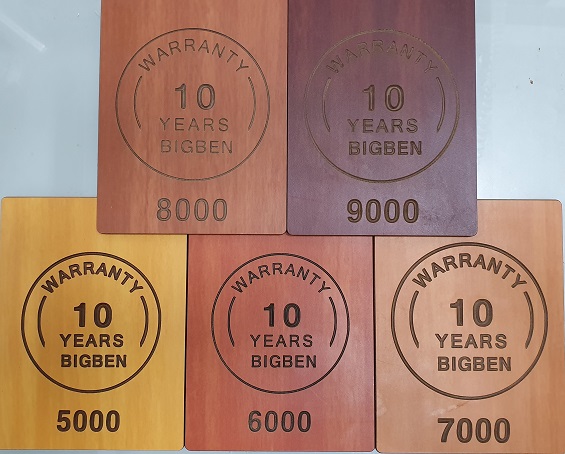 WARRANTY
10
YEARS
BIGBEN
8000
WARRANTY
10
YEARS
BIGBEN
9000
WARRANTY
10
YEARS
BIGBEN
5000
WARRANTY
10
YEARS
BIGBEN
6000
WARRANTY
10
YEARS
BIGBEN
7000